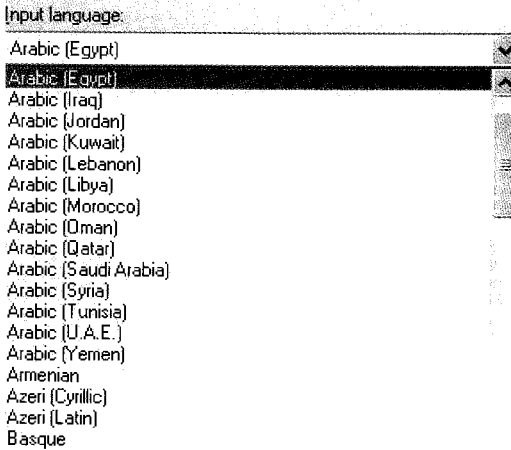 Input language:
Arabic (Egypt)
Arabic (Egypt)
Arabic (Iraq)
Arabic (Jordan)
Arabic (Kuwait)
Arabic (Lebanon)
Arabic (Libya)
Arabic (Morocco)
Arabic (Oman)
Arabic (Qatar)
Arabic (Saudi Arabia)
Arabic (Syria)
Arabic (Tunisia)
Arabic (U.A.E.)
Arabic (Yemen)
Armenian
Azeri (Cyrillic)
Azeri (Latin)
Basque